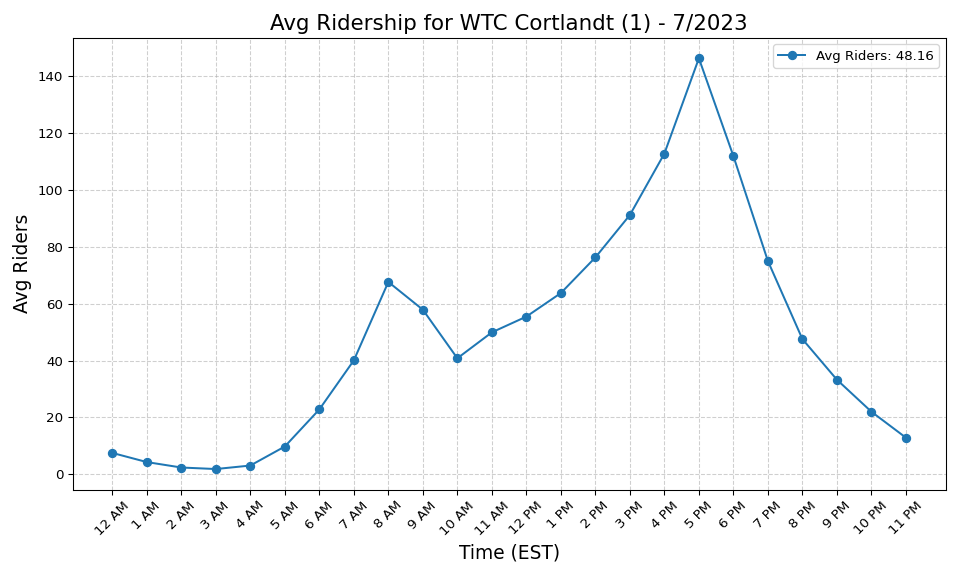 Avg Ridership for WTC Cortlandt (1) - 7/2023
Avg Riders: 48.16
Avg Riders
140
120
100
80
60
40
20
0
12 AM 1 AM 2 AM 3 AM 4 AM 5 AM 6 AM 7 AM 8 AM 9 AM 10 AM 11 AM 12 PM 1 PM 2 PM 3 PM 4 PM 5 PM 6 PM 7 PM 8 PM 9 PM 10 PM 11 PM
Time (EST)